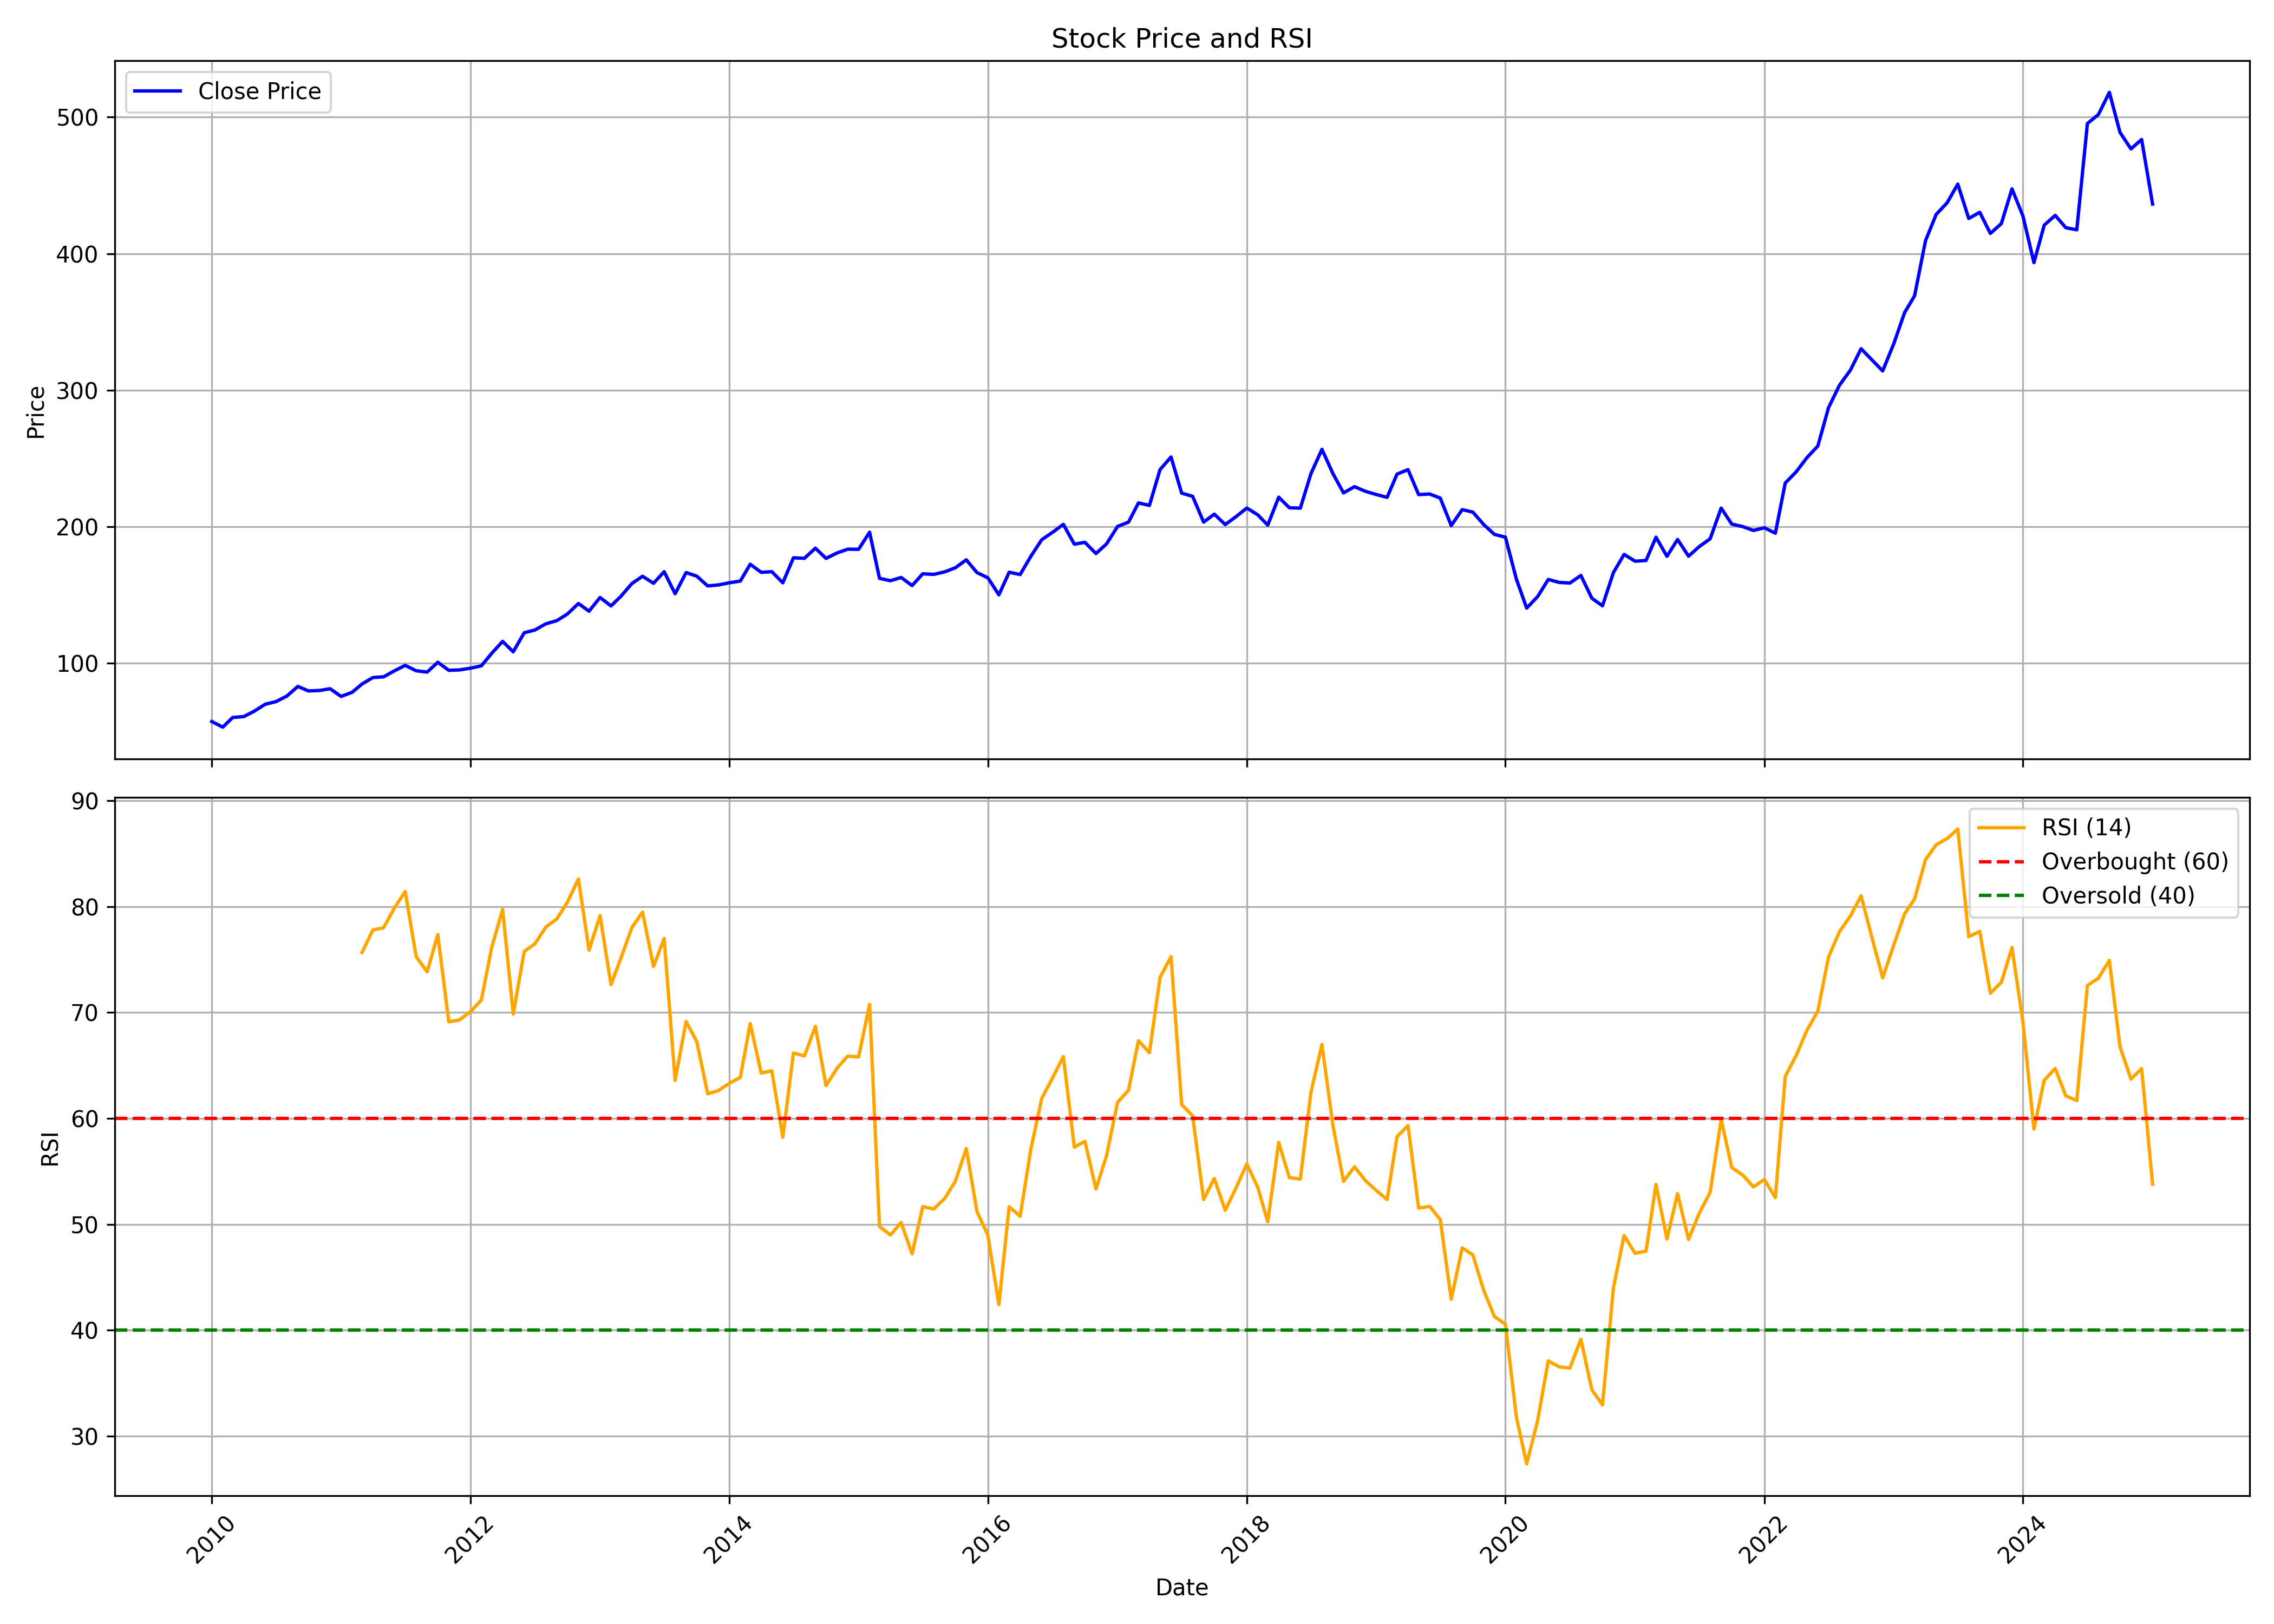 Stock Price and RSI
Close Price
500
400
300
200
100
Price
90
80
70
60
50
40
30
RSI
RSI (14)
Overbought (60)
Oversold (40)
2010
2012
2014
2016
2018
2020
2022
2024
Date